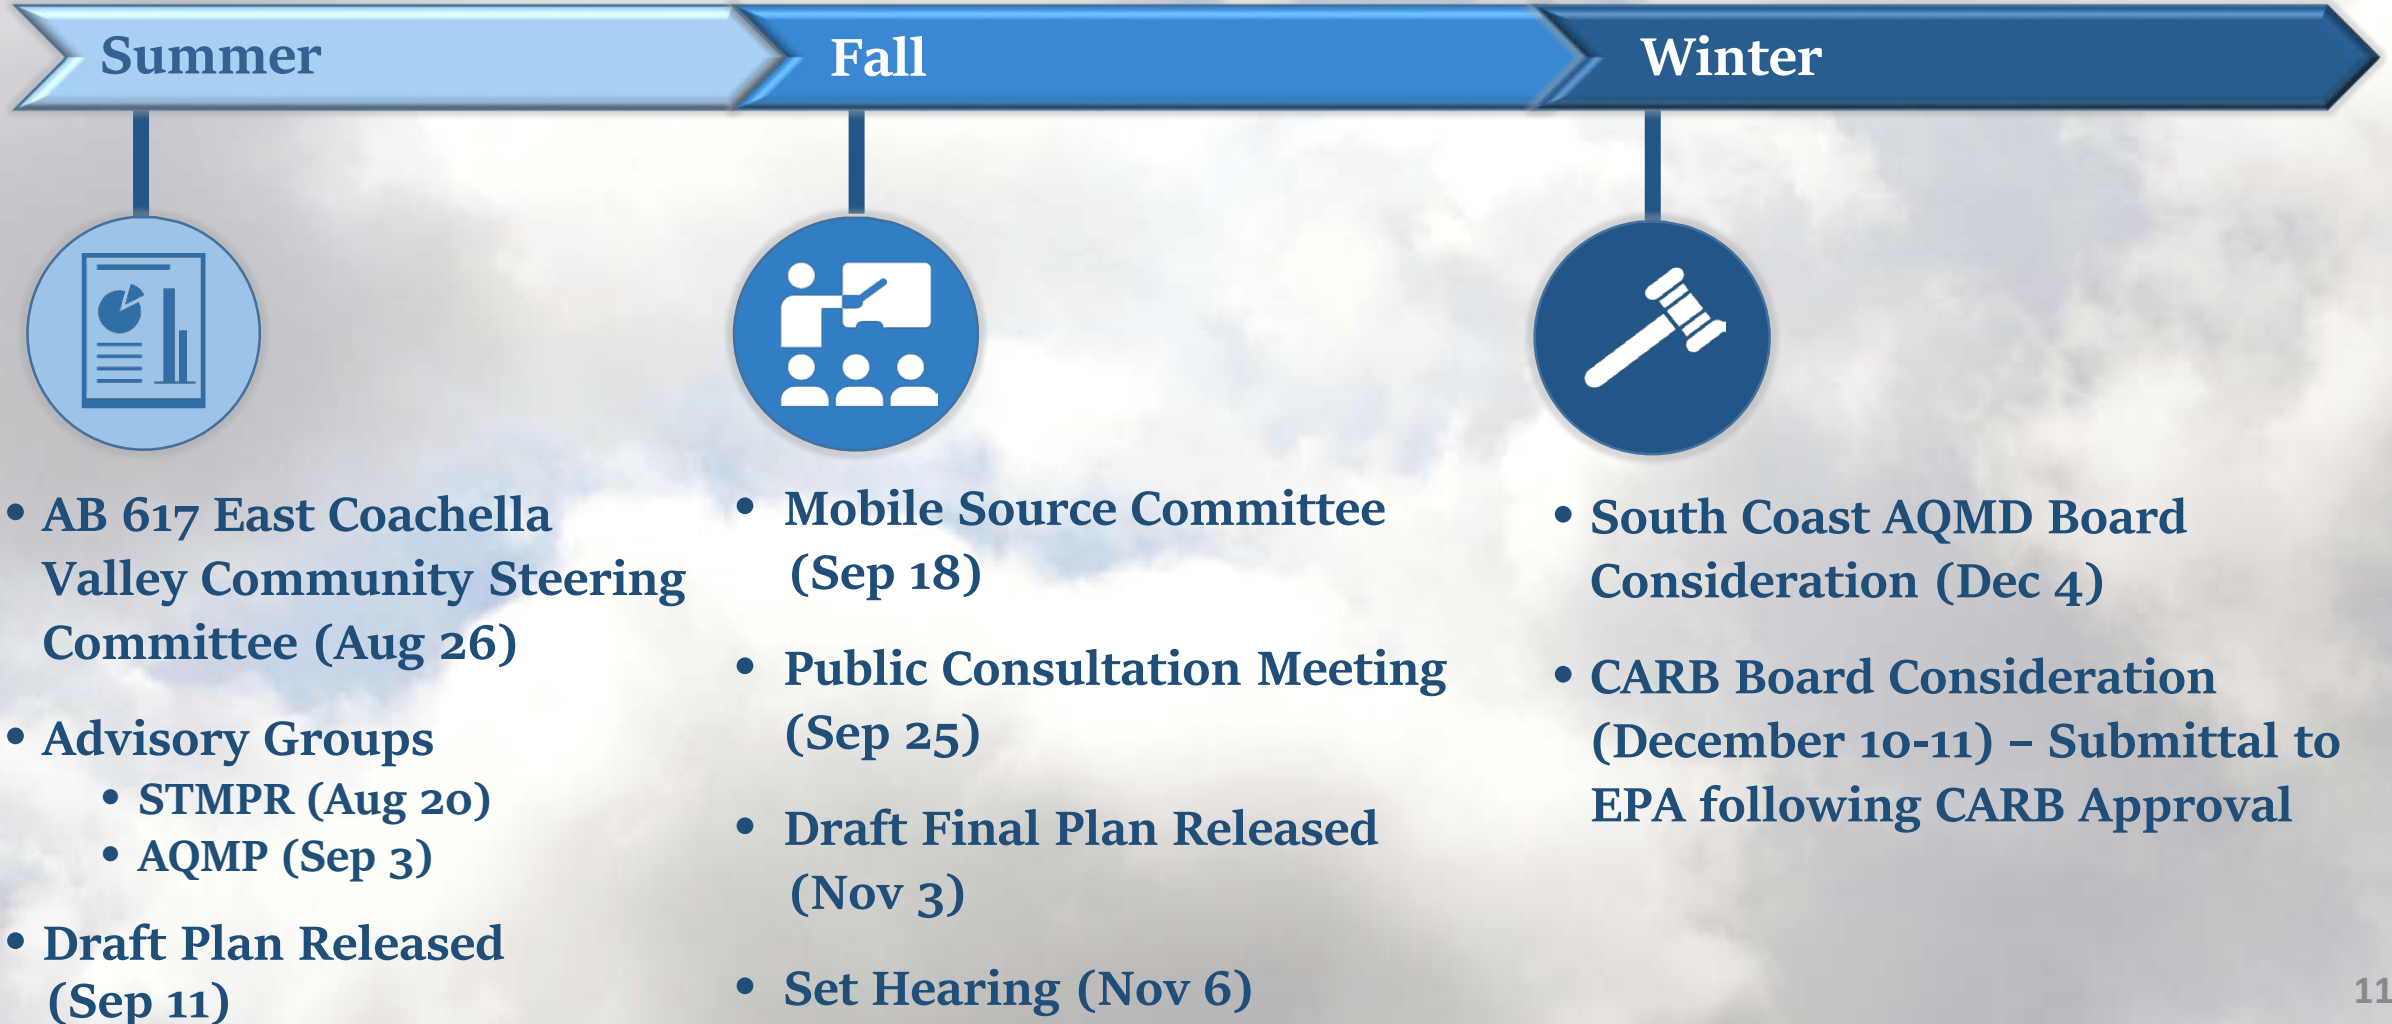 Summer
Fall
Winter
• AB 617 East Coachella
Valley Community Steering
Committee (Aug 26)
• Advisory Groups
• STMPR (Aug 20)
• AQMP (Sep 3)
• Draft Plan Released
(Sep 11)
• Mobile Source Committee
(Sep 18)
• Public Consultation Meeting
(Sep 25)
• Draft Final Plan Released
(Nov 3)
• Set Hearing (Nov 6)
• South Coast AQMD Board
Consideration (Dec 4)
• CARB Board Consideration
(December 10-11) – Submittal to
EPA following CARB Approval
11